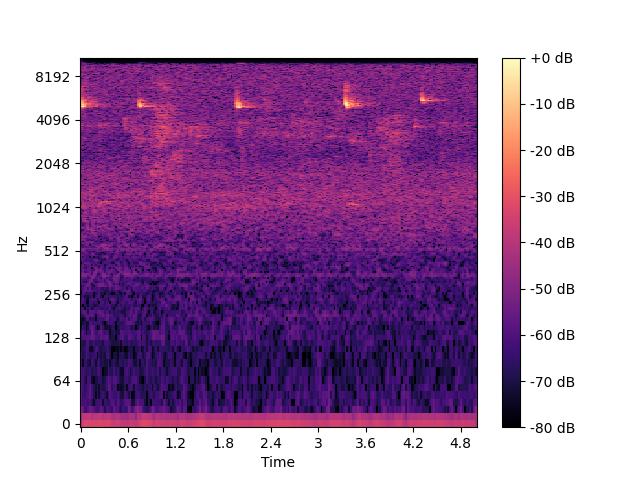 8192
4096
2048
1024
512
256
128
64
0
Hz
0 0.6 1.2 1.8 2.4 3 3.6 4.2 4.8
Time
+0 dB
-10 dB
-20 dB
-30 dB
-40 dB
-50 dB
-60 dB
-70 dB
-80 dB